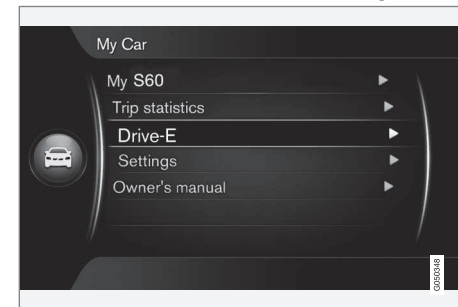 My Car
My S60
Trip statistics
Drive-E
Settings
Owner's manual
G050348